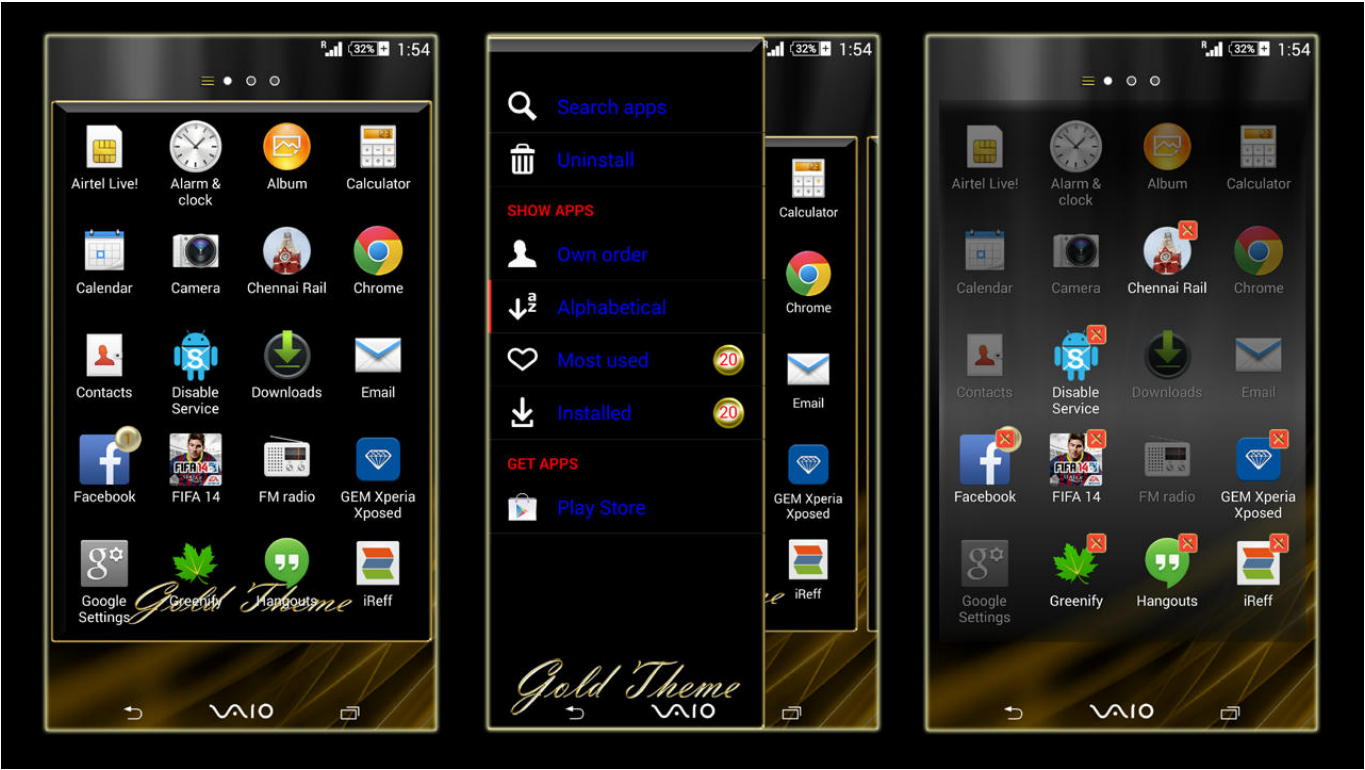 R 32% 1:54
Airtel Live!
Alarm &
clock
Album
Calculator
Calendar
Camera
Chennai Rail
Chrome
Contacts
Disable
Service
Downloads
Email
1
Facebook
FIFA 14
FIFA 14
FM radio
GEM Xperia
Xposed
Google
Settings
Greenify
Hangouts
iReff
Gold Theme
VAIO
R 32% 1:54
Search apps
Uninstall
SHOW APPS
Own order
Alphabetical
Most used 20
Installed 20
GET APPS
Play Store
Calculator
Chrome
Email
GEM Xperia
Xposed
iReff
e
Gold Theme
VAIO
R 32% 1:54
Airtel Live!
Alarm &
clock
Album
Calculator
Calendar
Camera
Chennai Rail
Chrome
Contacts
Disable
Service
Downloads
Email
Facebook
FIFA 14
FIFA 14
FM radio
GEM Xperia
Xposed
Google
Settings
Greenify
Hangouts
iReff
VAIO